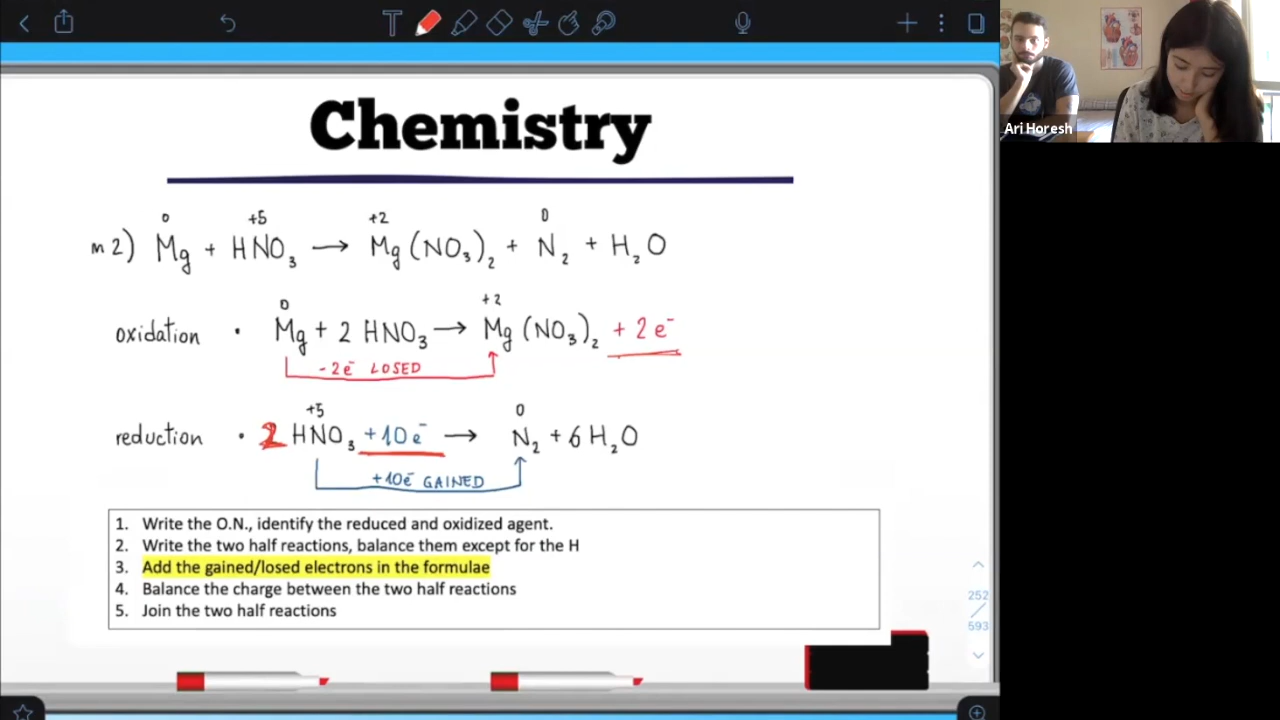 Ari Horesh
Chemistry
0 +5 +2 0
m 2) Mg + HNO₃ → Mg (NO₃)₂ + N₂ + H₂O
0 +2
oxidation • Mg + 2 HNO₃ → Mg (NO₃)₂ + 2 e⁻
- 2e⁻ LOSED
+5 0
reduction • 2 HNO₃ + 10 e⁻ → N₂ + 6 H₂O
+10e⁻ GAINED
1. Write the O.N., identify the reduced and oxidized agent.
2. Write the two half reactions, balance them except for the H
3. Add the gained/losed electrons in the formulae
4. Balance the charge between the two half reactions
5. Join the two half reactions
252
593